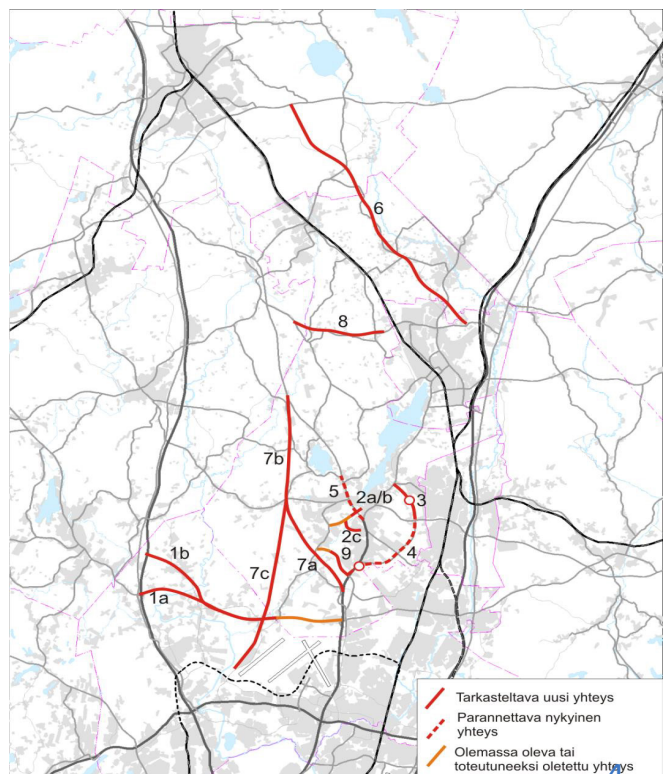 6
8
7b
5
2a/b
3
2c
1b
9
4
7c
7a
1a
Tarkasteltava uusi yhteys
Parannettava nykyinen
yhteys
Olemassa oleva tai
toteutuneeksi oletettu yhteys